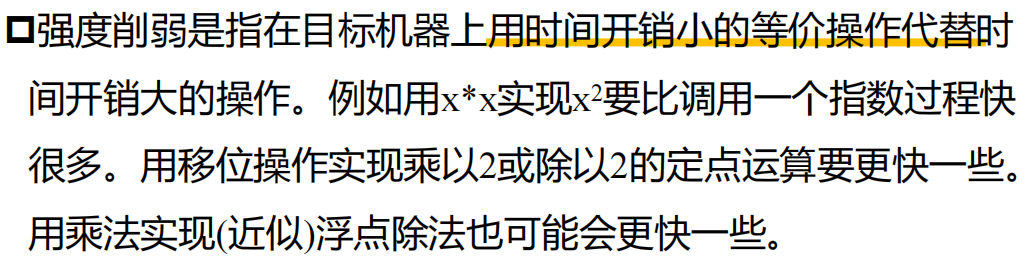 强度削弱是指在目标机器上用时间开销小的等价操作代替时
间开销大的操作。例如用x*x实现x²要比调用一个指数过程快
很多。用移位操作实现乘以2或除以2的定点运算要更快一些。
用乘法实现(近似)浮点除法也可能会更快一些。